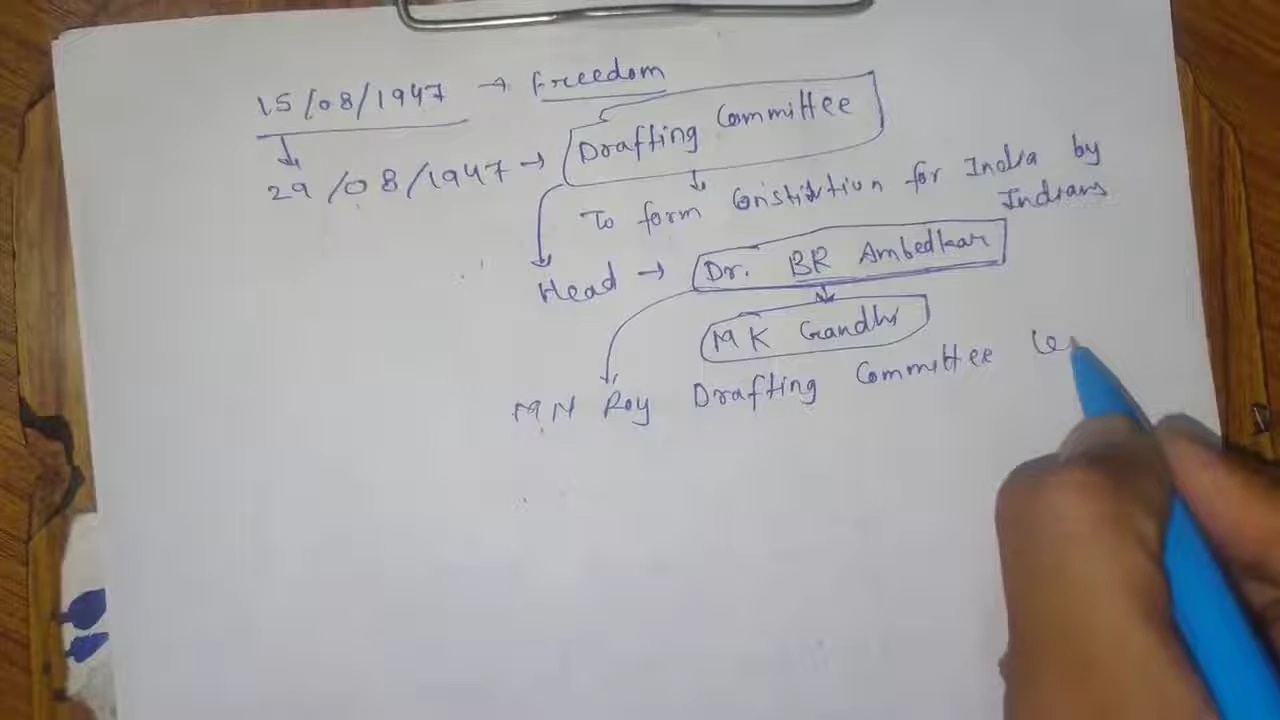 15/08/1947 → Freedom
29/08/1947 → Drafting Committee
To form Constitution for India by
Indians
Head → Dr. BR Ambedkar
MK Gandhi
MN Roy Drafting Committee